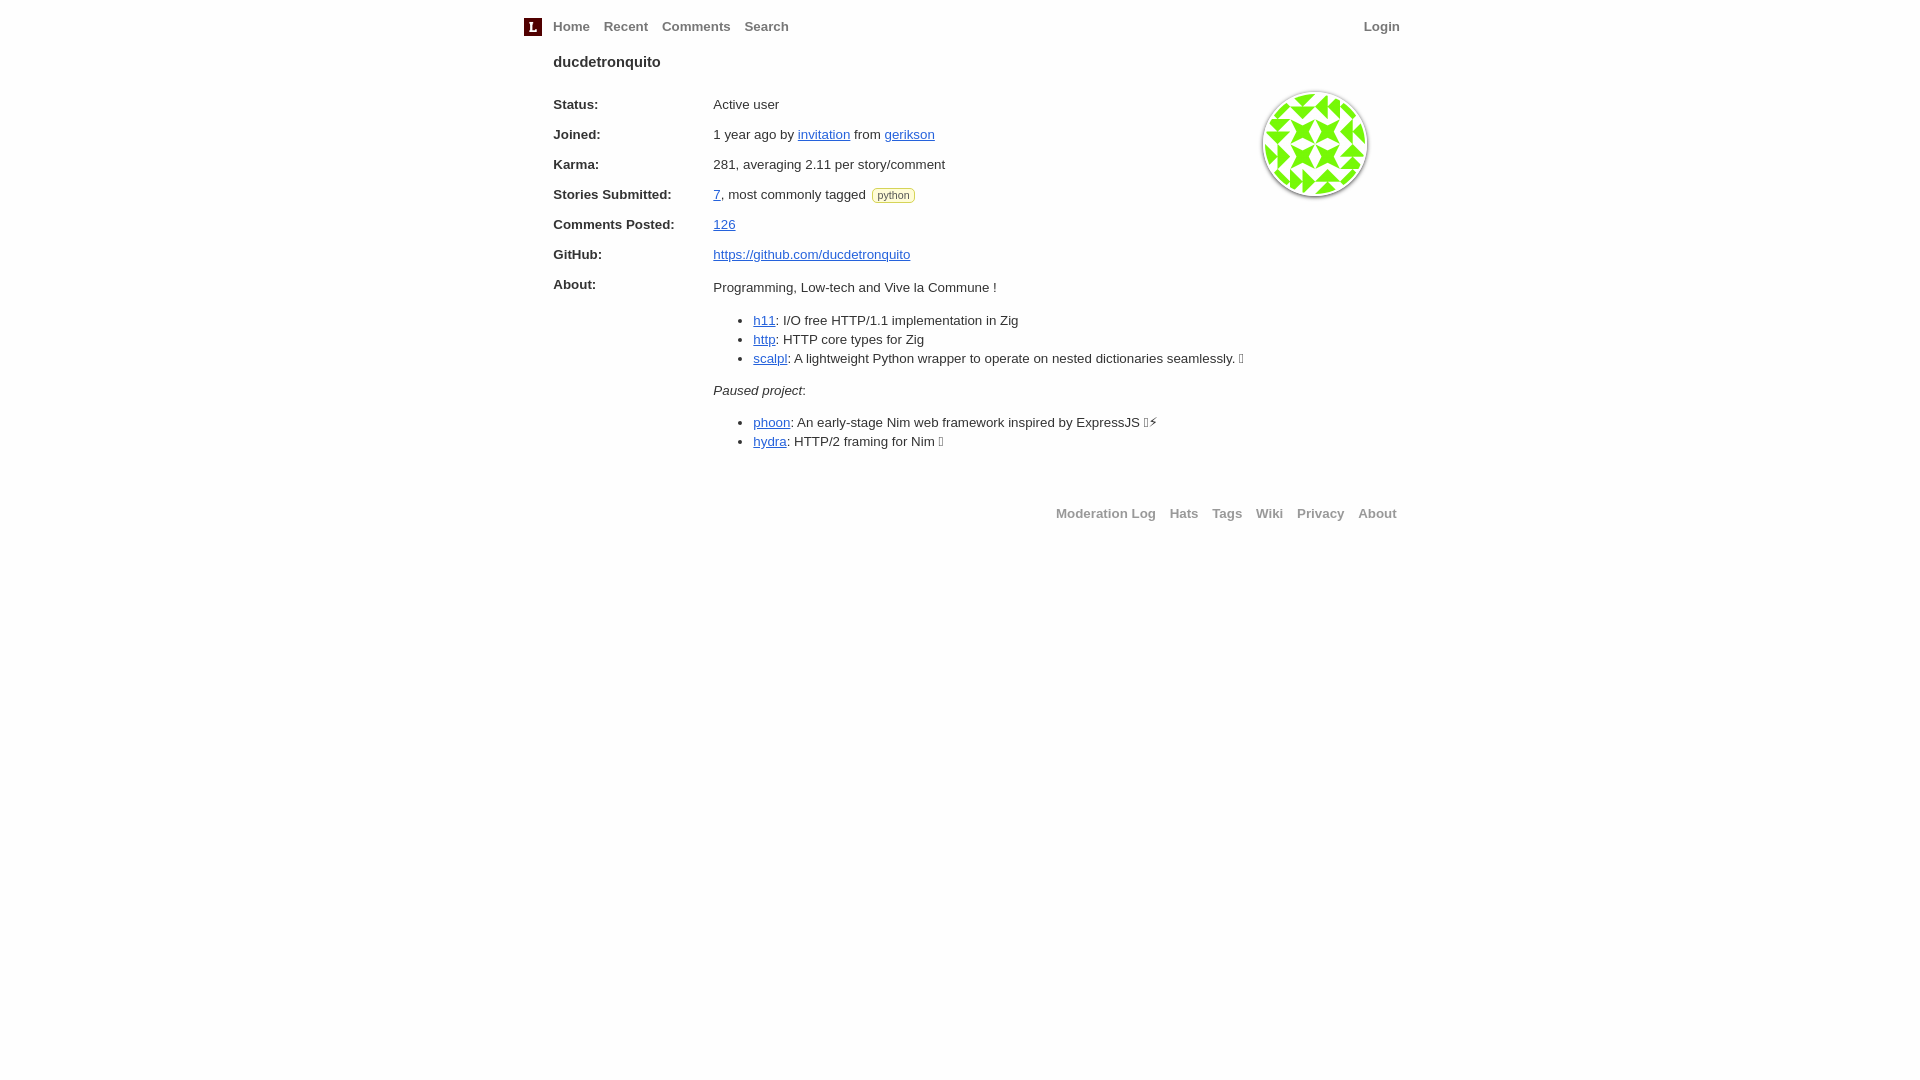 L Home Recent Comments Search Login
ducdetronquito
Status: Active user
Joined: 1 year ago by invitation from gerikson
Karma: 281, averaging 2.11 per story/comment
Stories Submitted: 7, most commonly tagged python
Comments Posted: 126
GitHub: https://github.com/ducdetronquito
About: Programming, Low-tech and Vive la Commune !
• h11: I/O free HTTP/1.1 implementation in Zig
• http: HTTP core types for Zig
• scalpl: A lightweight Python wrapper to operate on nested dictionaries seamlessly.
Paused project:
• phoon: An early-stage Nim web framework inspired by ExpressJS ⚡
• hydra: HTTP/2 framing for Nim
Moderation Log Hats Tags Wiki Privacy About